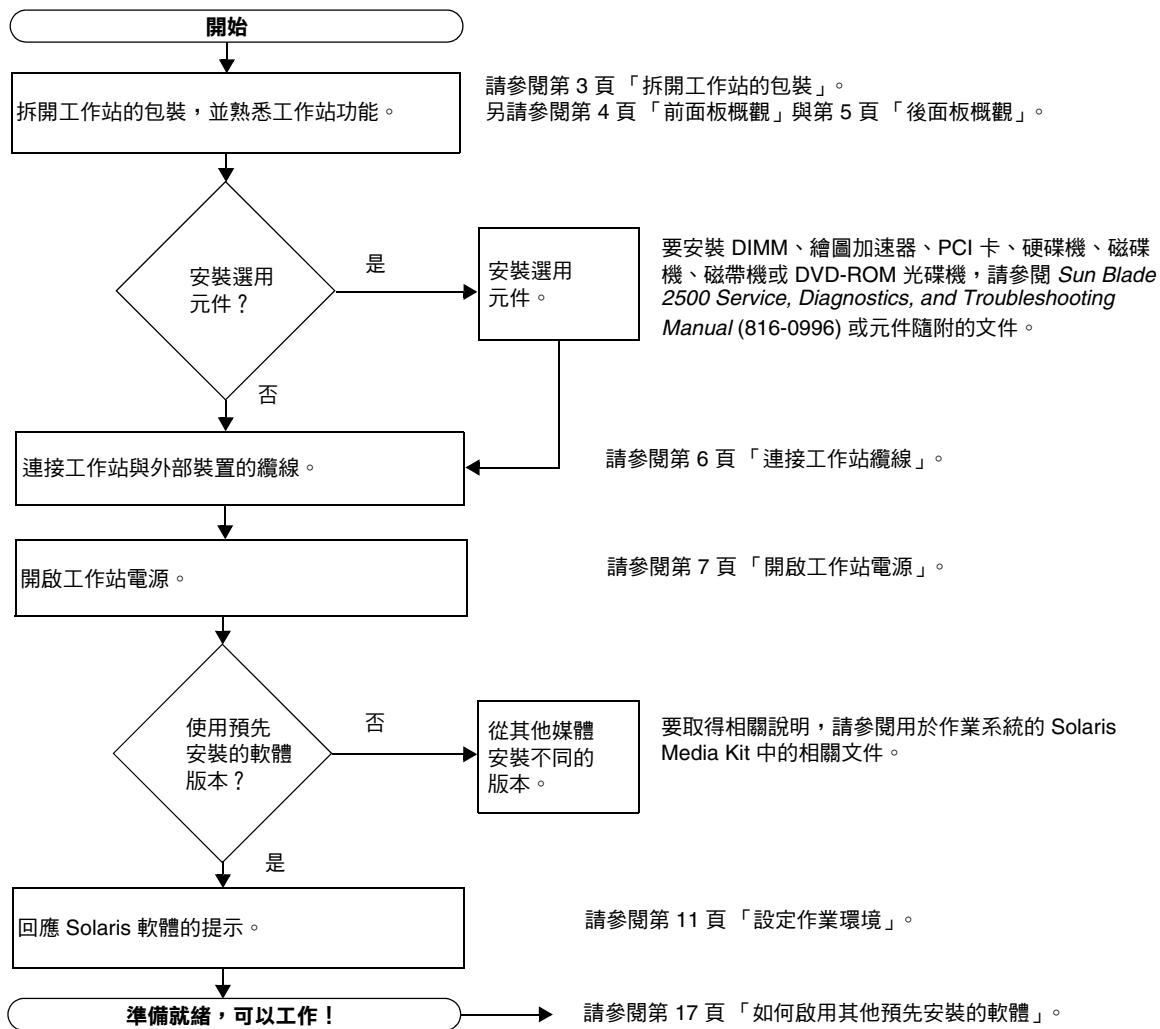 開始
拆開工作站的包裝，並熟悉工作站功能。
請參閱第 3 頁「拆開工作站的包裝」。
另請參閱第 4 頁「前面板概觀」與第 5 頁「後面板概觀」。
安裝選用
元件？
是
安裝選用
元件。
要安裝 DIMM、繪圖加速器、PCI 卡、硬碟機、磁碟
機、磁帶機或 DVD-ROM 光碟機，請參閱 Sun Blade
2500 Service, Diagnostics, and Troubleshooting
Manual (816-0996) 或元件隨附的文件。
否
連接工作站與外部裝置的纜線。
請參閱第 6 頁「連接工作站纜線」。
開啟工作站電源。
請參閱第 7 頁「開啟工作站電源」。
使用預先
安裝的軟體
版本？
否
從其他媒體
安裝不同的
版本。
要取得相關說明，請參閱用於作業系統的 Solaris
Media Kit 中的相關文件。
是
回應 Solaris 軟體的提示。
請參閱第 11 頁「設定作業環境」。
準備就緒，可以工作！
請參閱第 17 頁「如何啟用其他預先安裝的軟體」。